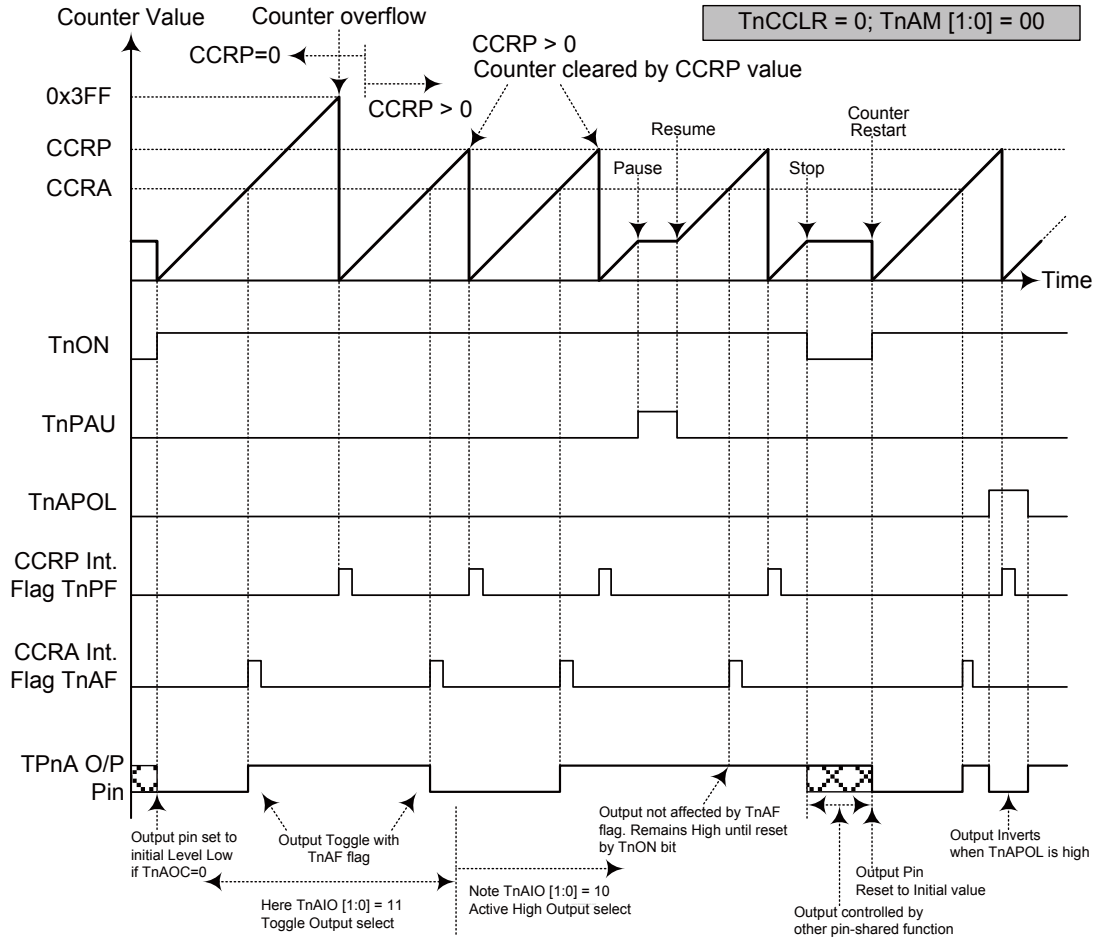 Counter Value
Counter overflow
TnCCLR = 0; TnAM [1:0] = 00
CCRP=0
CCRP > 0
CCRP > 0
Counter cleared by CCRP value
0x3FF
CCRP
CCRA
Pause
Resume
Stop
Counter
Restart
Time
TnON
TnPAU
TnAPOL
CCRP Int.
Flag TnPF
CCRA Int.
Flag TnAF
TPnA O/P
Pin
Output pin set to
initial Level Low
if TnAOC=0
Output Toggle with
TnAF flag
Here TnAIO [1:0] = 11
Toggle Output select
Note TnAIO [1:0] = 10
Active High Output select
Output not affected by TnAF
flag. Remains High until reset
by TnON bit
Output controlled by
other pin-shared function
Output Pin
Reset to Initial value
Output Inverts
when TnAPOL is high